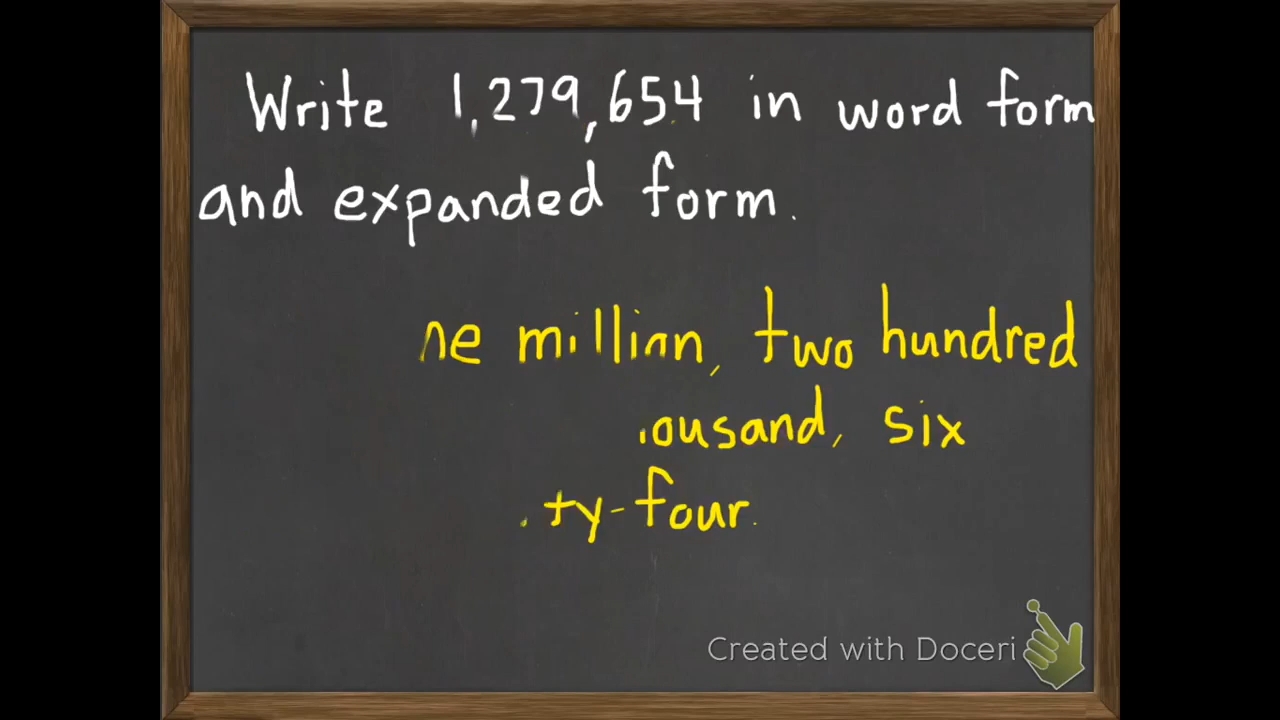 Write 1,279,654 in word form
and expanded form.
ne million, two hundred
ousand, six
ty-four.
Created with Doceri